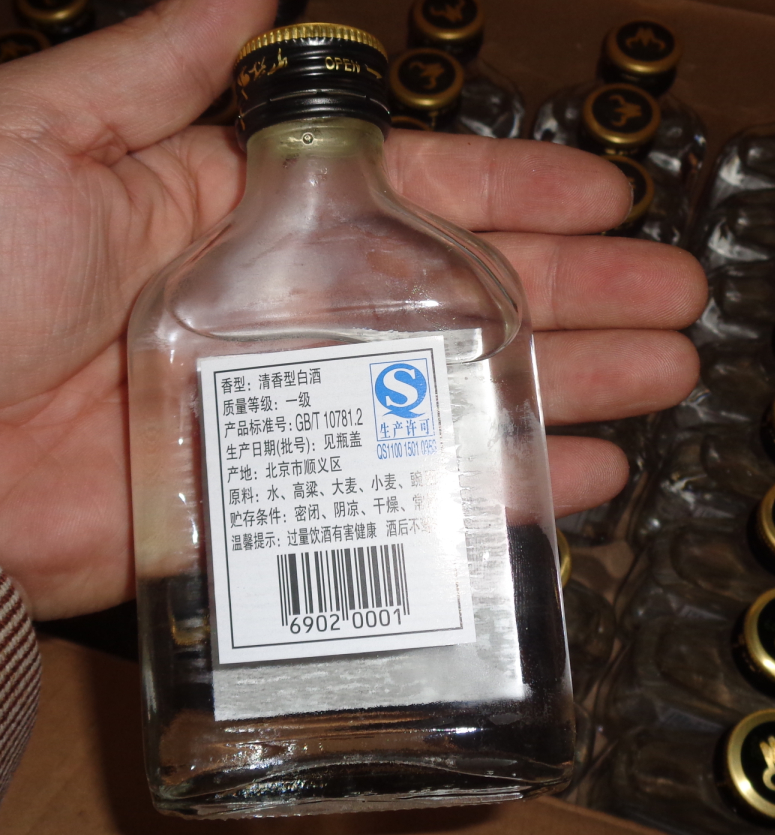 OPEN
香型：清香型白酒
质量等级：一级
产品标准号：GB/T 10781.2
生产日期(批号)：见瓶盖
产地：北京市顺义区
原料：水、高粱、大麦、小麦、豌
贮存条件：密闭、阴凉、干燥、常
温馨提示：过量饮酒有害健康 酒后不
S
生产许可
QS1100 1501
6902 0001